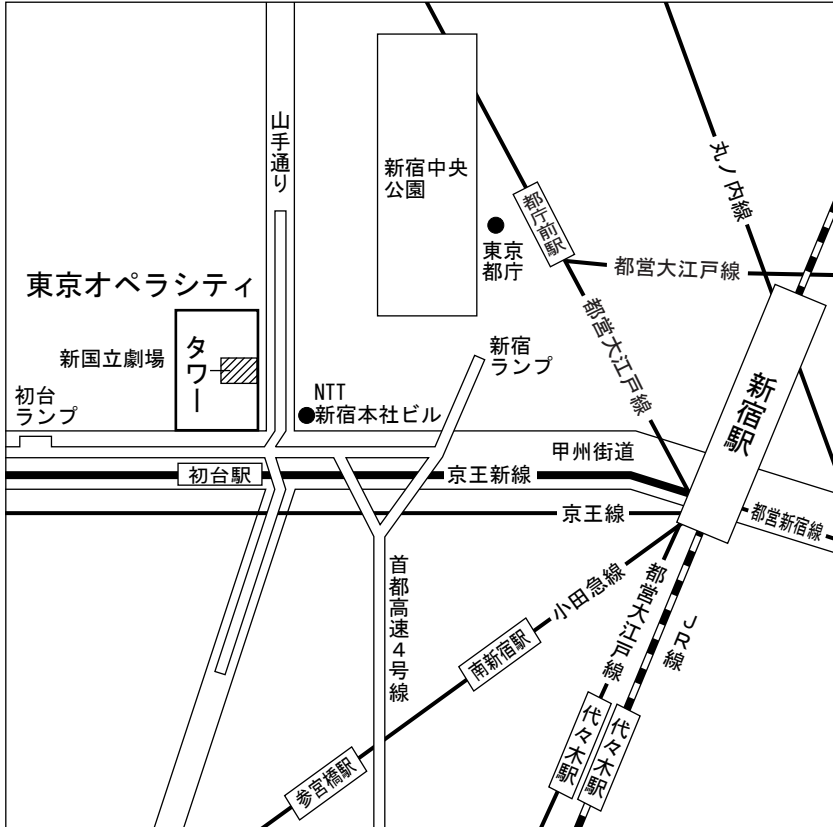 山手通り
新宿中央
公園
丸ノ内線
都庁前駅
東京
都庁
都営大江戸線
東京オペラシティ
都営大江戸線
タワー
新国立劇場
新宿
ランプ
初台
ランプ
NTT
新宿本社ビル
新宿駅
甲州街道
初台駅
京王新線
京王線
都営新宿線
首都高速4号線
小田急線
都営大江戸線
JR線
南新宿駅
代々木駅
代々木駅
参宮橋駅